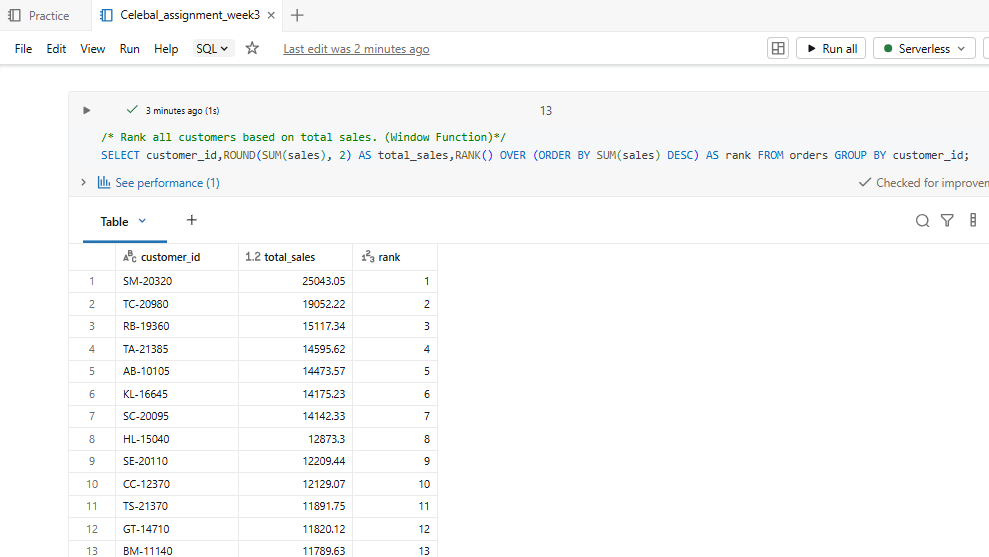 Practice Celebal_assignment_week3
File Edit View Run Help SQL Last edit was 2 minutes ago Run all Serverless
3 minutes ago (1s) 13
/* Rank all customers based on total sales. (Window Function)*/
SELECT customer_id,ROUND(SUM(sales), 2) AS total_sales,RANK() OVER (ORDER BY SUM(sales) DESC) AS rank FROM orders GROUP BY customer_id;
See performance (1) Checked for improvem
Table
customer_id 1.2 total_sales rank
1 SM-20320 25043.05 1
2 TC-20980 19052.22 2
3 RB-19360 15117.34 3
4 TA-21385 14595.62 4
5 AB-10105 14473.57 5
6 KL-16645 14175.23 6
7 SC-20095 14142.33 7
8 HL-15040 12873.3 8
9 SE-20110 12209.44 9
10 CC-12370 12129.07 10
11 TS-21370 11891.75 11
12 GT-14710 11820.12 12
13 BM-11140 11789.63 13